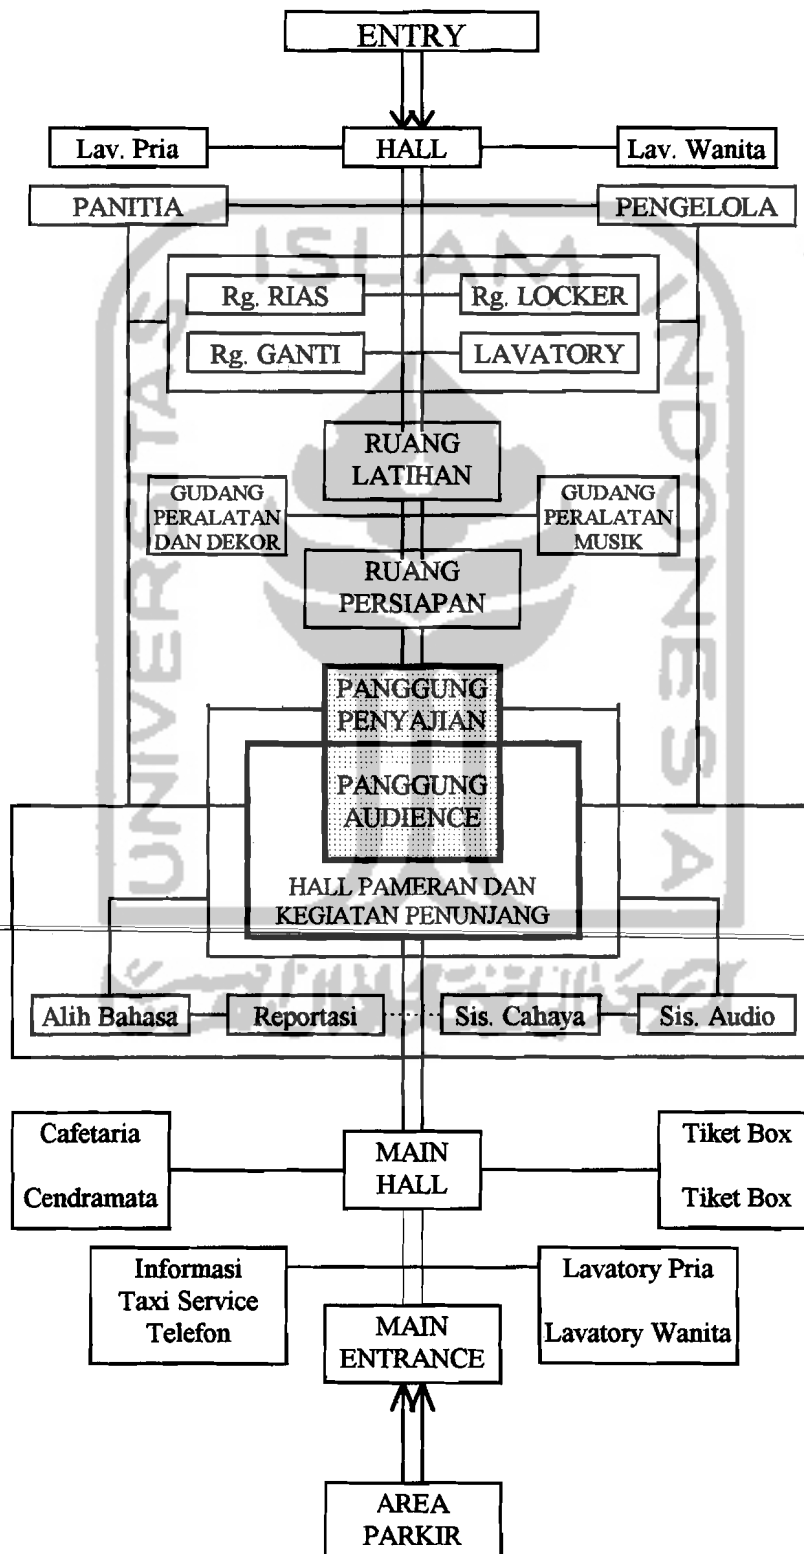 ENTRY
Lav. Pria
HALL
Lav. Wanita
PANITIA
PENGELOLA
ISLAM
UNIVERSITAS
INDONESIA
Rg. RIAS
Rg. LOCKER
Rg. GANTI
LAVATORY
RUANG
LATIHAN
GUDANG
PERALATAN
DAN DEKOR
GUDANG
PERALATAN
MUSIK
RUANG
PERSIAPAN
PANGGUNG
PENYAJIAN
PANGGUNG
AUDIENCE
HALL PAMERAN DAN
KEGIATAN PENUNJANG
Alih Bahasa
Reportasi
Sis. Cahaya
Sis. Audio
Cafetaria
Cendramata
MAIN
HALL
Tiket Box
Tiket Box
Informasi
Taxi Service
Telefon
Lavatory Pria
Lavatory Wanita
MAIN
ENTRANCE
AREA
PARKIR